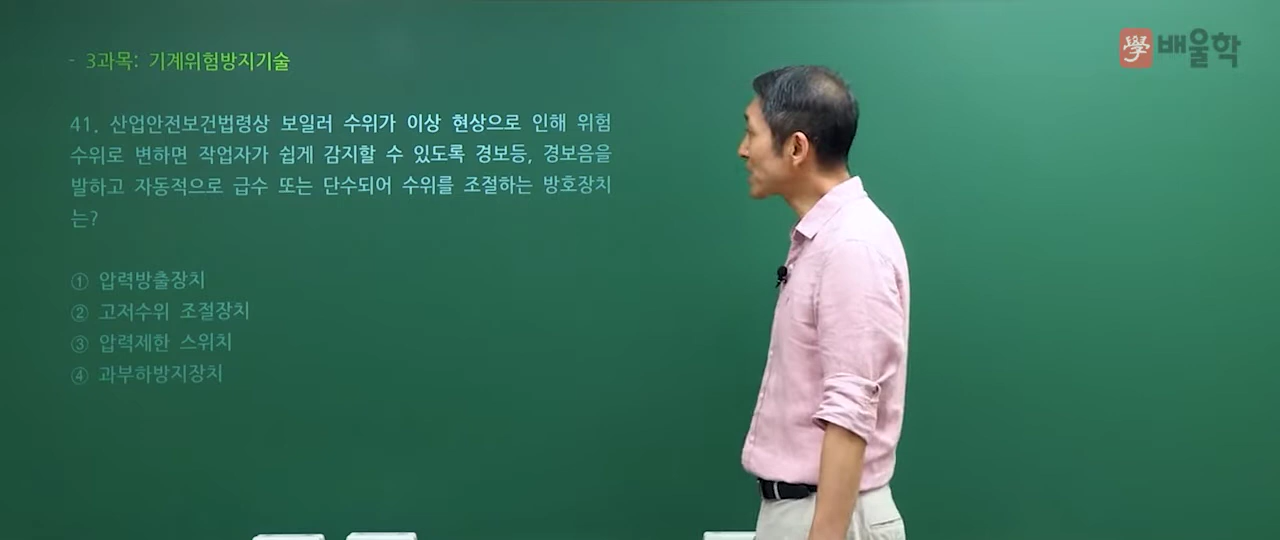 學 배울학
- 3과목: 기계위험방지기술
41. 산업안전보건법령상 보일러 수위가 이상 현상으로 인해 위험
수위로 변하면 작업자가 쉽게 감지할 수 있도록 경보등, 경보음을
발하고 자동적으로 급수 또는 단수되어 수위를 조절하는 방호장치
는?
① 압력방출장치
② 고저수위 조절장치
③ 압력제한 스위치
④ 과부하방지장치